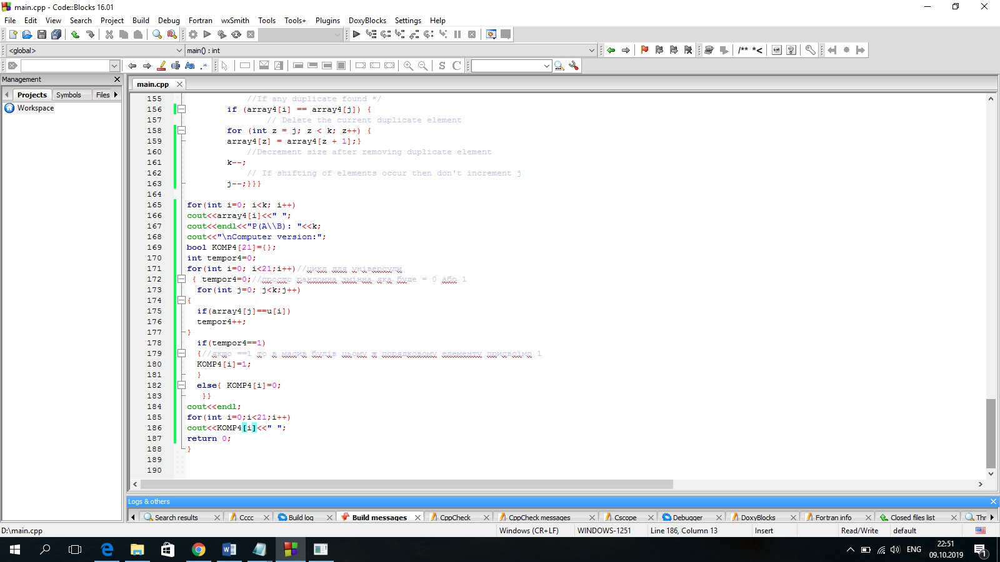 main.cpp - Code::Blocks 16.01
File Edit View Search Project Build Debug Fortran wxSmith Tools Tools+ Plugins DoxyBlocks Settings Help
<global> main() : int /** *<
Aa .* S C
Management
main.cpp
Projects Symbols Files
Workspace
155 //If any duplicate found */
156 if (array4[i] == array4[j]) {
157 // Delete the current duplicate element
158 for (int z = j; z < k; z++) {
159 array4[z] = array4[z + 1];}
160 //Decrement size after removing duplicate element
161 k--;
162 // If shifting of elements occur then don't increment j
163 j--;}}}
164
165 for(int i=0; i<k; i++)
166 cout<<array4[i]<<" ";
167 cout<<endl<<"P(A\\B): "<<k;
168 cout<<"\nComputer version:";
169 bool KOMP4[21]={};
170 int tempor4=0;
171 for(int i=0; i<21;i++)//цикл для універсули
172 { tempor4=0;//просто рандомна змінна яка буде = 0 або 1
173 for(int j=0; j<k;j++)
174 {
175 if(array4[j]==u[i])
176 tempor4++;
177 }
178 if(tempor4==1)
179 {//якщо ==1 то в масив булів цьому ж порядковому елементу присвоїмо 1
180 KOMP4[i]=1;
181 }
182 else{ KOMP4[i]=0;
183 }}
184 cout<<endl;
185 for(int i=0;i<21;i++)
186 cout<<KOMP4[i]<<" ";
187 return 0;
188 }
189
190
Logs & others
Search results Cccc Build log Build messages CppCheck CppCheck messages Cscope Debugger DoxyBlocks Fortran info Closed files list Thr
D:\main.cpp Windows (CR+LF) WINDOWS-1251 Line 186, Column 13 Insert Read/Write default
ENG 22:51
09.10.2019 1